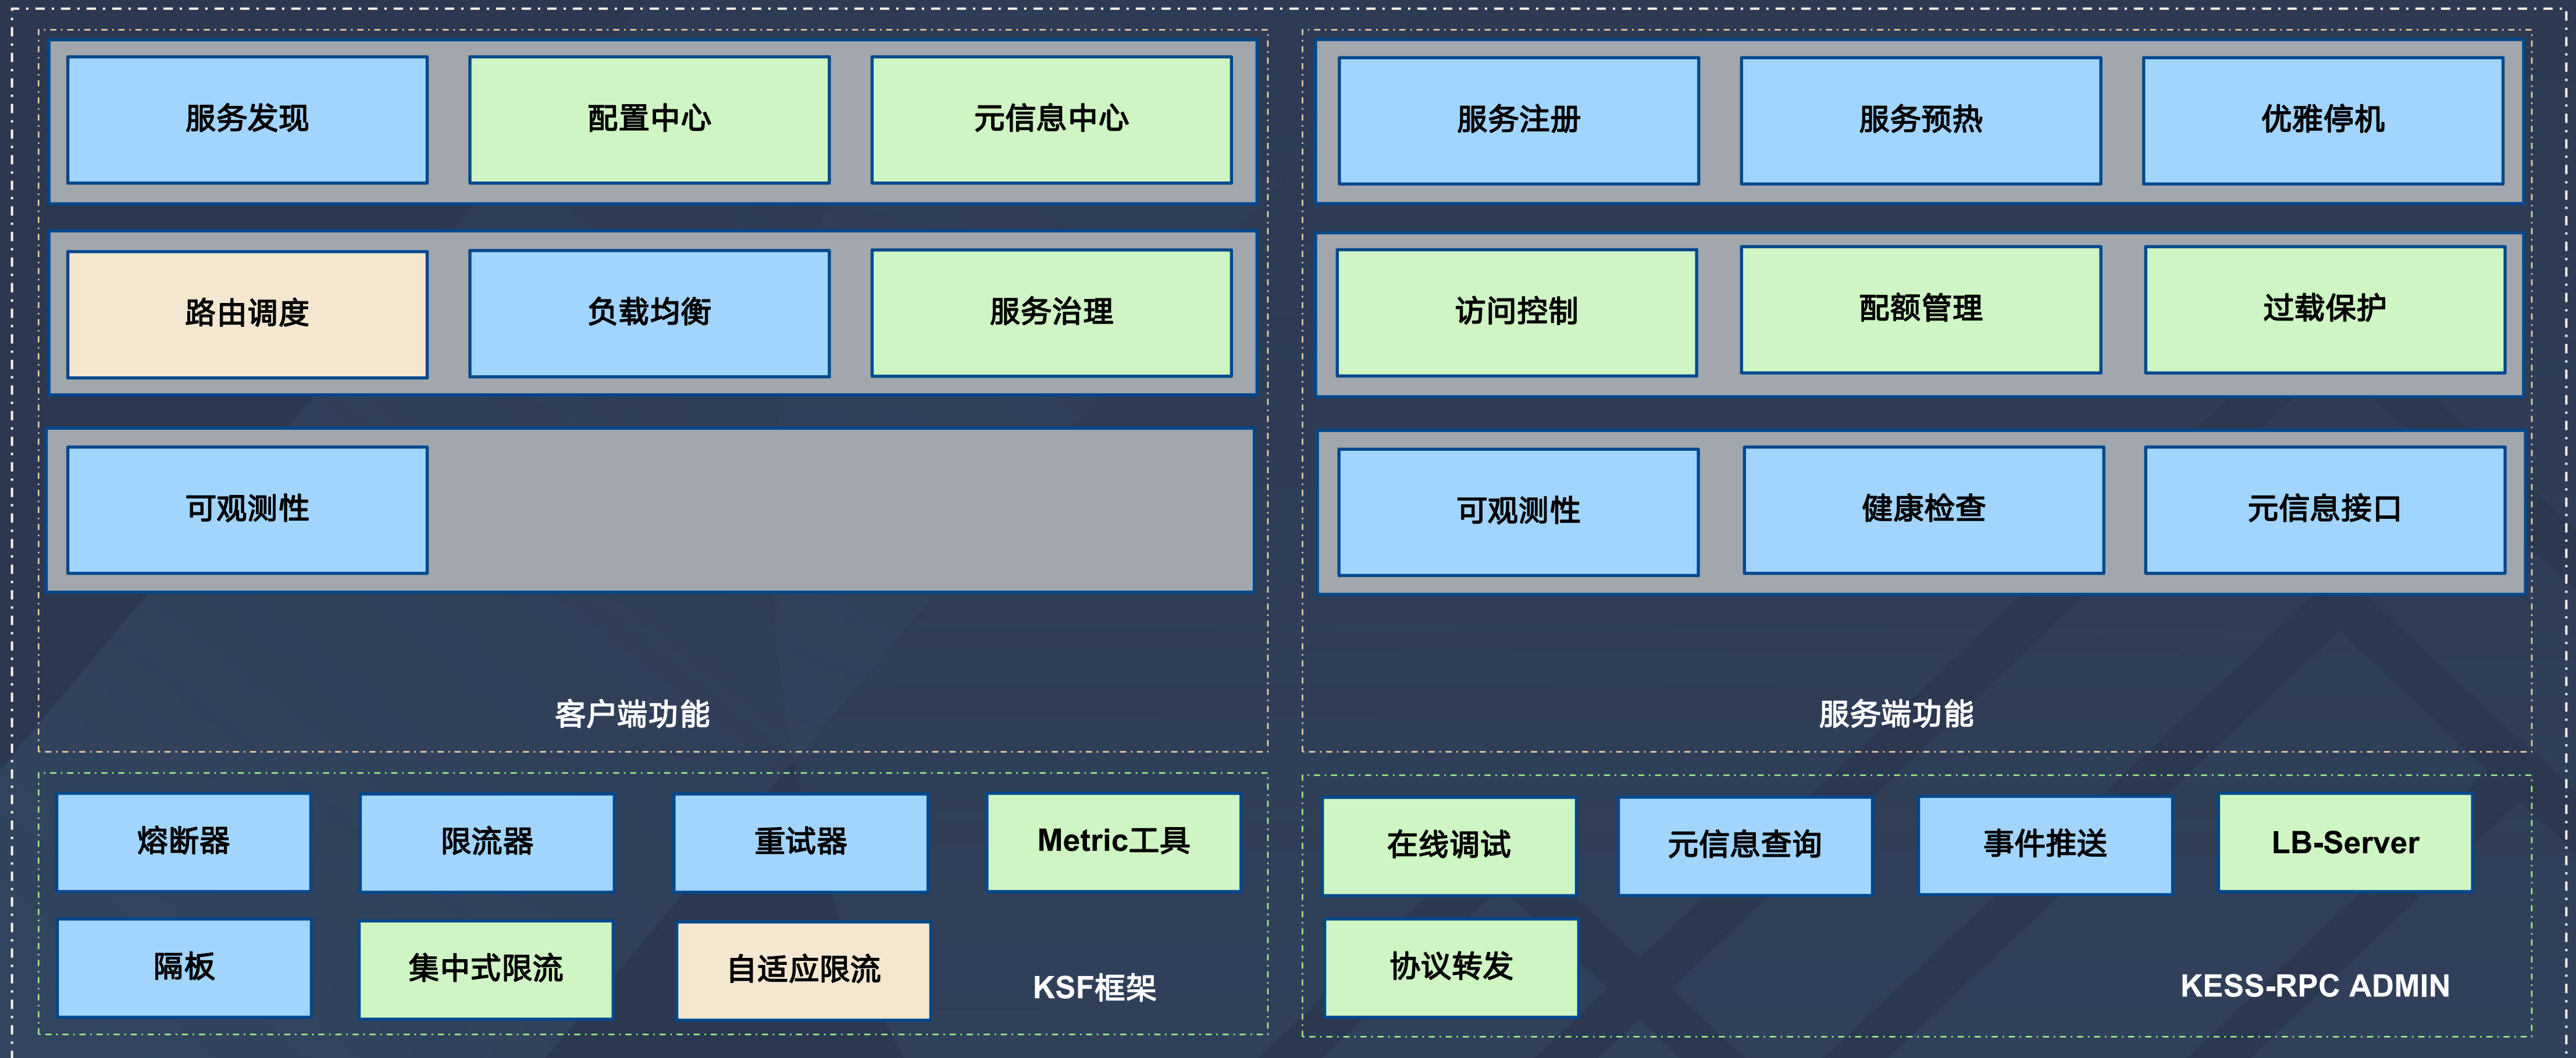 服务发现
配置中心
元信息中心
路由调度
负载均衡
服务治理
可观测性
客户端功能
服务注册
服务预热
优雅停机
访问控制
配额管理
过载保护
可观测性
健康检查
元信息接口
服务端功能
熔断器
限流器
重试器
Metric工具
隔板
集中式限流
自适应限流
KSF框架
在线调试
元信息查询
事件推送
LB-Server
协议转发
KESS-RPC ADMIN